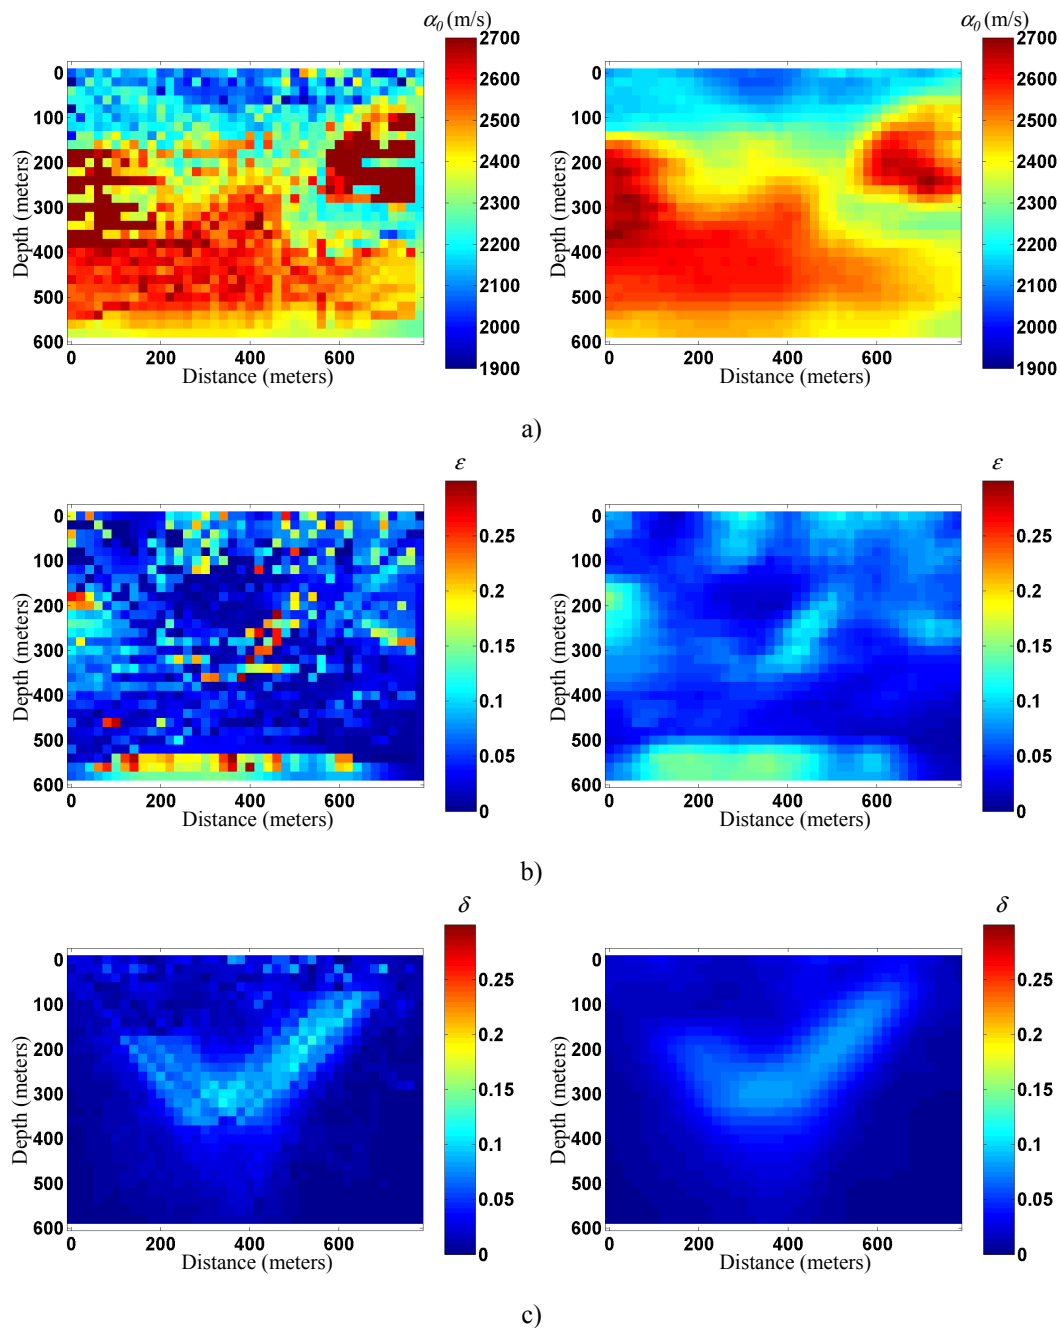 α₀ (m/s) α₀ (m/s)
2700 2700
0 0
2600 2600
100 2500 100 2500
200 2400 200 2400
Depth (meters) Depth (meters)
300 2300 300 2300
400 2200 400 2200
500 2100 500 2100
2000 2000
600 600
0 200 400 600 1900 0 200 400 600 1900
Distance (meters) Distance (meters)
a)
ε ε
0 0
0.25 0.25
100 100
0.2 0.2
200 200
Depth (meters) Depth (meters)
0.15 0.15
300 300
400 0.1 400 0.1
500 0.05 500 0.05
600 600
0 200 400 600 0 0 200 400 600 0
Distance (meters) Distance (meters)
b)
δ δ
0 0
0.25 0.25
100 100
0.2 0.2
200 200
Depth (meters) Depth (meters)
0.15 0.15
300 300
400 0.1 400 0.1
500 0.05 500 0.05
600 600
0 200 400 600 0 0 200 400 600 0
Distance (meters) Distance (meters)
c)